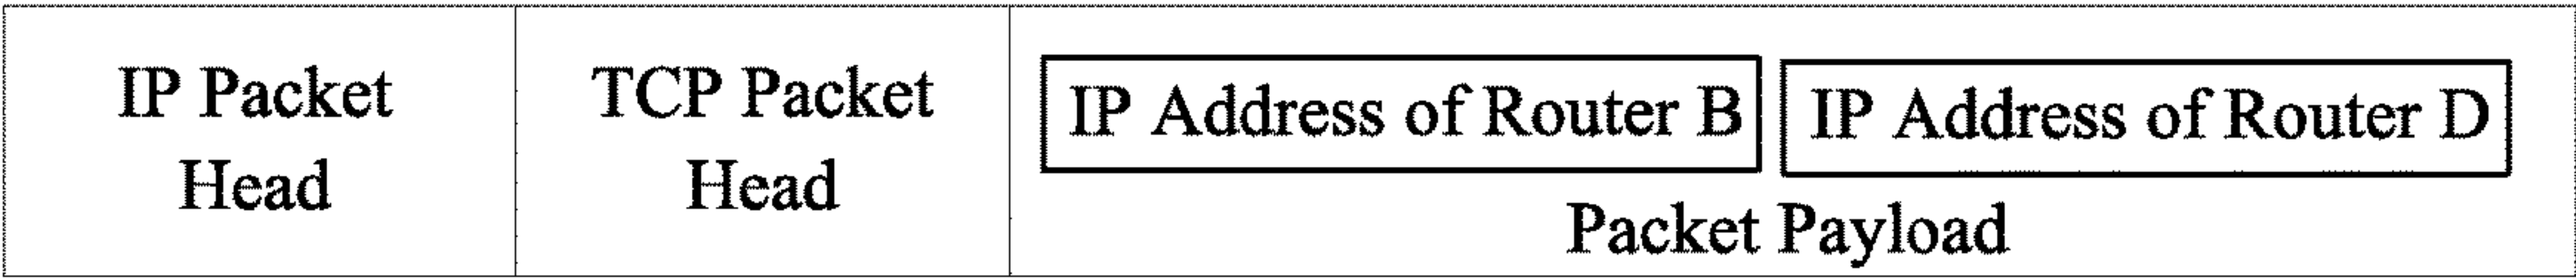 IP Packet
Head
TCP Packet
Head
IP Address of Router B
IP Address of Router D
Packet Payload